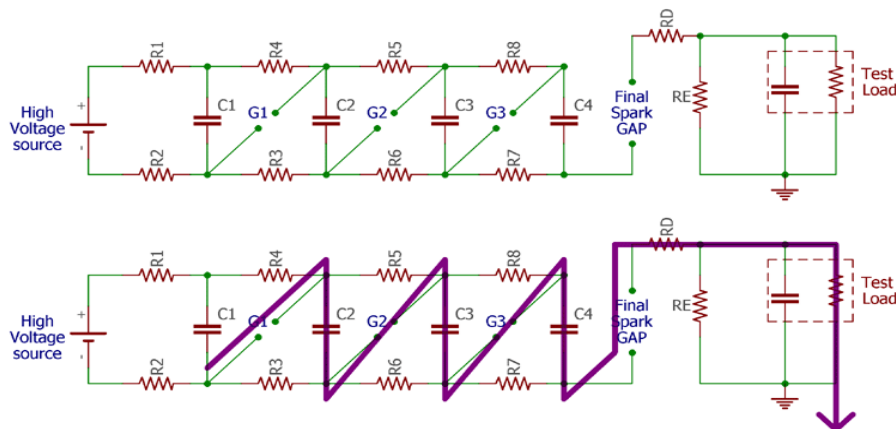 R1
R4
R5
R8
RD
+
High
Voltage
source
-
C1
G1
C2
G2
C3
G3
C4
Final
Spark
GAP
RE
Test
Load
R2
R3
R6
R7
R1
R4
R5
R8
RD
+
High
Voltage
source
-
C1
G1
C2
G2
C3
G3
C4
Final
Spark
GAP
RE
Test
Load
R2
R3
R6
R7